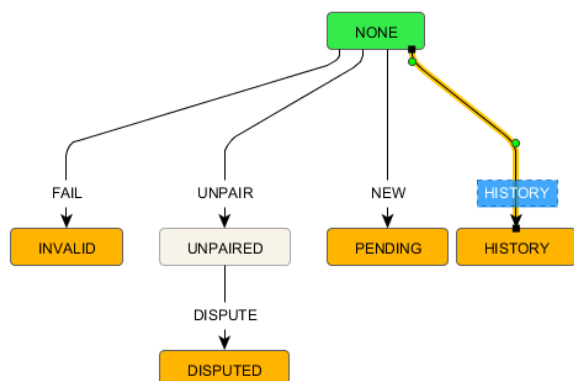 NONE
FAIL
UNPAIR
NEW
HISTORY
INVALID
UNPAIRED
PENDING
HISTORY
DISPUTE
DISPUTED